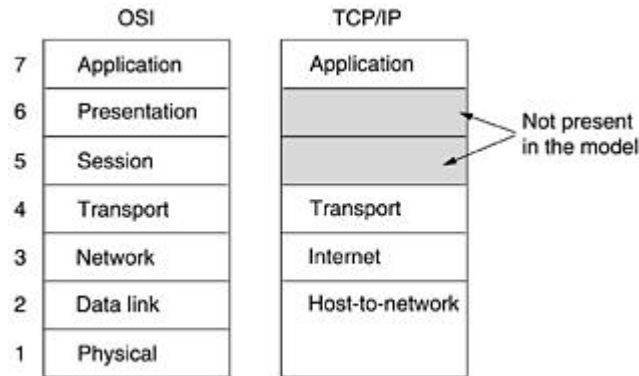 OSI TCP/IP
7 Application Application
6 Presentation
Not present
in the model
5 Session
4 Transport Transport
3 Network Internet
2 Data link Host-to-network
1 Physical